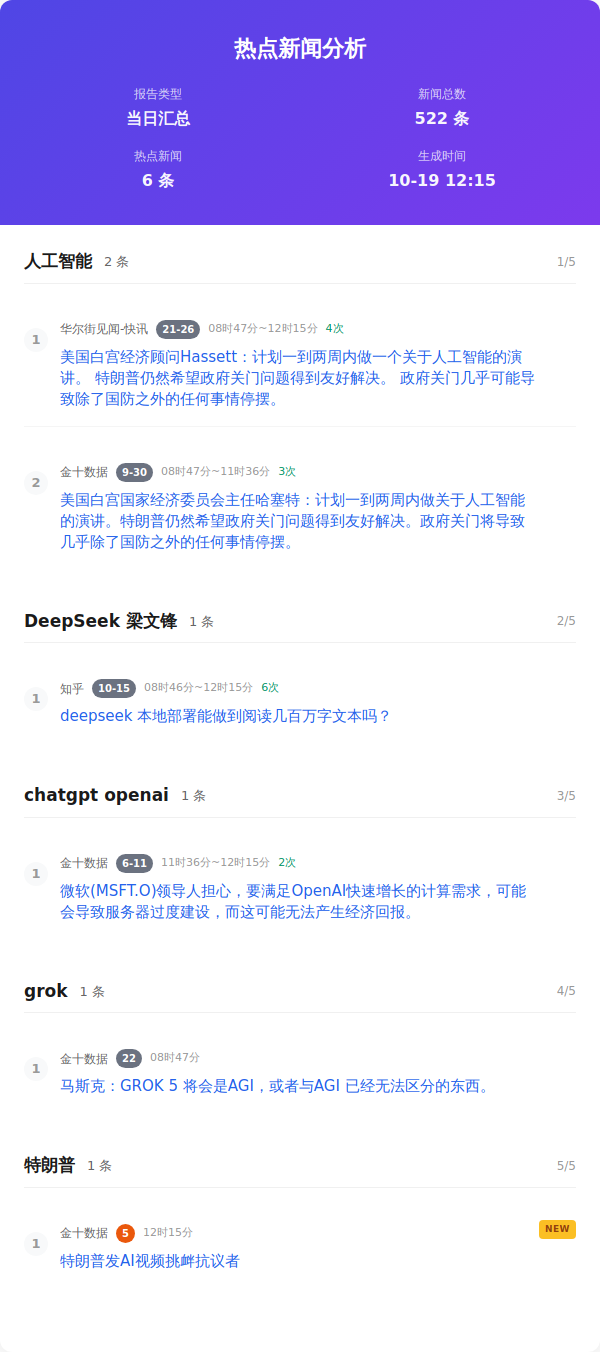 热点新闻分析
报告类型
新闻总数
当日汇总
522 条
热点新闻
生成时间
6 条
10-19 12:15
人工智能 2 条 1/5
1 华尔街见闻-快讯 21-26 08时47分~12时15分 4次
美国白宫经济顾问Hassett：计划一到两周内做一个关于人工智能的演
讲。 特朗普仍然希望政府关门问题得到友好解决。 政府关门几乎可能导
致除了国防之外的任何事情停摆。
2 金十数据 9-30 08时47分~11时36分 3次
美国白宫国家经济委员会主任哈塞特：计划一到两周内做关于人工智能
的演讲。特朗普仍然希望政府关门问题得到友好解决。政府关门将导致
几乎除了国防之外的任何事情停摆。
DeepSeek 梁文锋 1 条 2/5
1 知乎 10-15 08时46分~12时15分 6次
deepseek 本地部署能做到阅读几百万字文本吗？
chatgpt openai 1 条 3/5
1 金十数据 6-11 11时36分~12时15分 2次
微软(MSFT.O)领导人担心，要满足OpenAI快速增长的计算需求，可能
会导致服务器过度建设，而这可能无法产生经济回报。
grok 1 条 4/5
1 金十数据 22 08时47分
马斯克：GROK 5 将会是AGI，或者与AGI 已经无法区分的东西。
特朗普 1 条 5/5
1 金十数据 5 12时15分 NEW
特朗普发AI视频挑衅抗议者